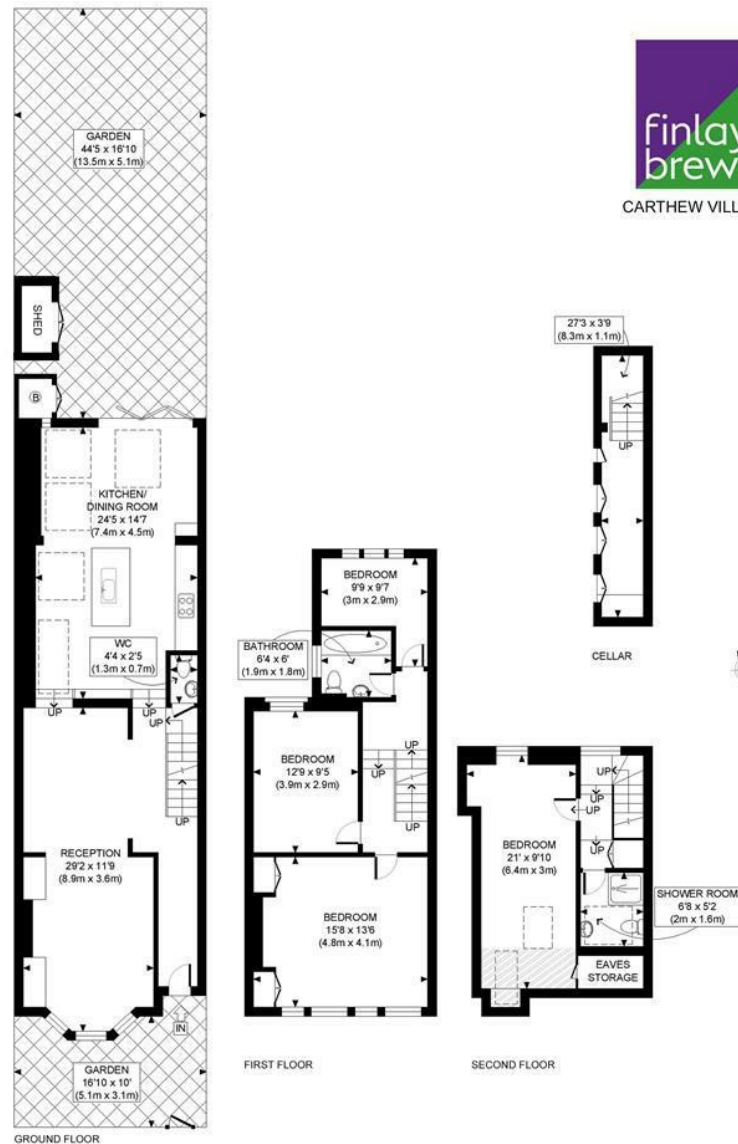 GARDEN
44'5 x 16'10
(13.5m x 5.1m)
finlay
brew
CARTHEW VILL
SHED
27'3 x 3'9
(8.3m x 1.1m)
B
UP
KITCHEN/
DINING ROOM
24'5 x 14'7
(7.4m x 4.5m)
WC
4'4 x 2'5
(1.3m x 0.7m)
BEDROOM
9'9 x 9'7
(3m x 2.9m)
BATHROOM
6'4 x 6'
(1.9m x 1.8m)
CELLAR
UP
UP
UP
UP
UP
UP
UP
BEDROOM
12'9 x 9'5
(3.9m x 2.9m)
RECEPTION
29'2 x 11'9
(8.9m x 3.6m)
BEDROOM
15'8 x 13'6
(4.8m x 4.1m)
UP
UP
UP
UP
BEDROOM
21' x 9'10
(6.4m x 3m)
SHOWER ROOM
6'8 x 5'2
(2m x 1.6m)
EAVES
STORAGE
IN
GARDEN
16'10 x 10'
(5.1m x 3.1m)
FIRST FLOOR
SECOND FLOOR
GROUND FLOOR